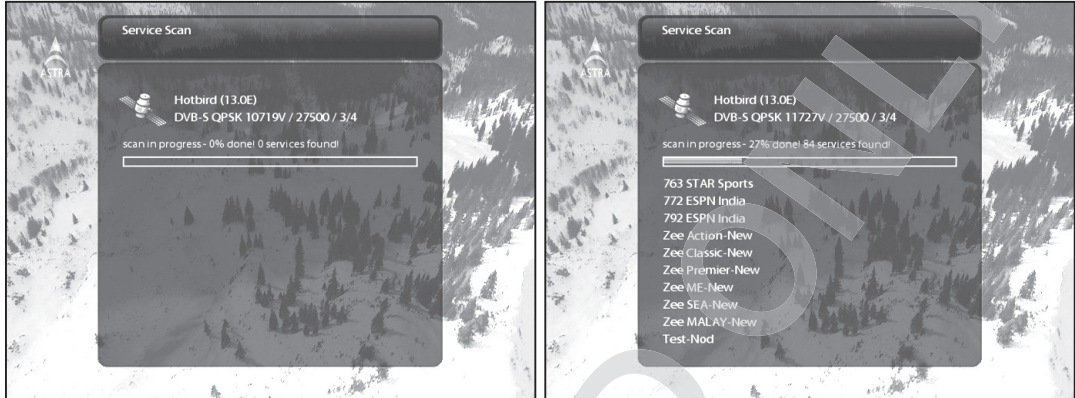 Service Scan
ASTRA
Hotbird (13.0E)
DVB-S QPSK 10719V / 27500 / 3/4
scan in progress - 0% done! 0 services found!
Service Scan
ASTRA
Hotbird (13.0E)
DVB-S QPSK 11727V / 27500 / 3/4
scan in progress - 27% done! 84 services found!
763 STAR Sports
772 ESPN India
792 ESPN India
Zee Action-New
Zee Classic-New
Zee Premier-New
Zee ME-New
Zee SEA-New
Zee MALAY-New
Test-Nod